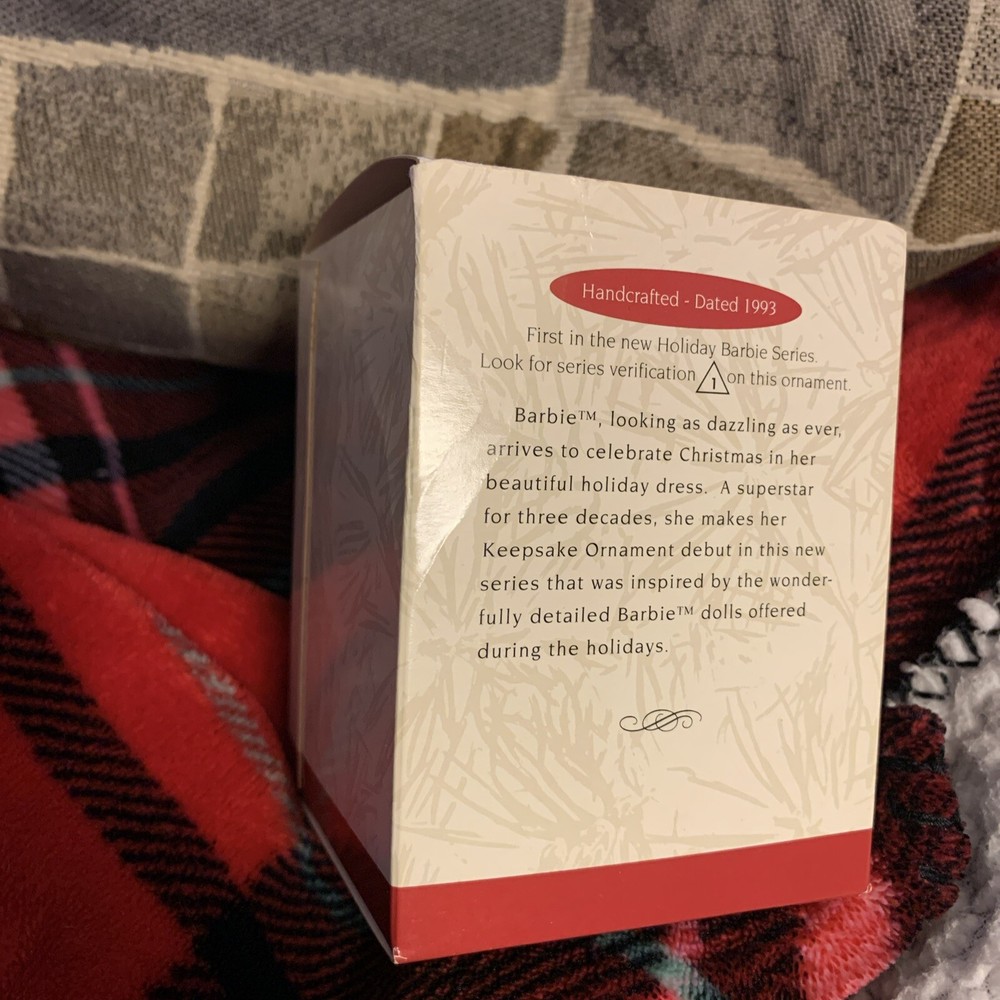 Handcrafted - Dated 1993
First in the new Holiday Barbie Series.
Look for series verification 1 on this ornament.
Barbie™, looking as dazzling as ever,
arrives to celebrate Christmas in her
beautiful holiday dress. A superstar
for three decades, she makes her
Keepsake Ornament debut in this new
series that was inspired by the wonder-
fully detailed Barbie™ dolls offered
during the holidays.